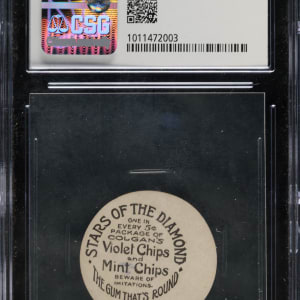 CSG
1011472003
STARS OF THE DIAMOND
ONE IN
EVERY 5¢
PACKAGE OF
COLGAN'S
Violet Chips
and
Mint Chips
BEWARE OF
IMITATIONS.
"THE GUM THAT'S ROUND"